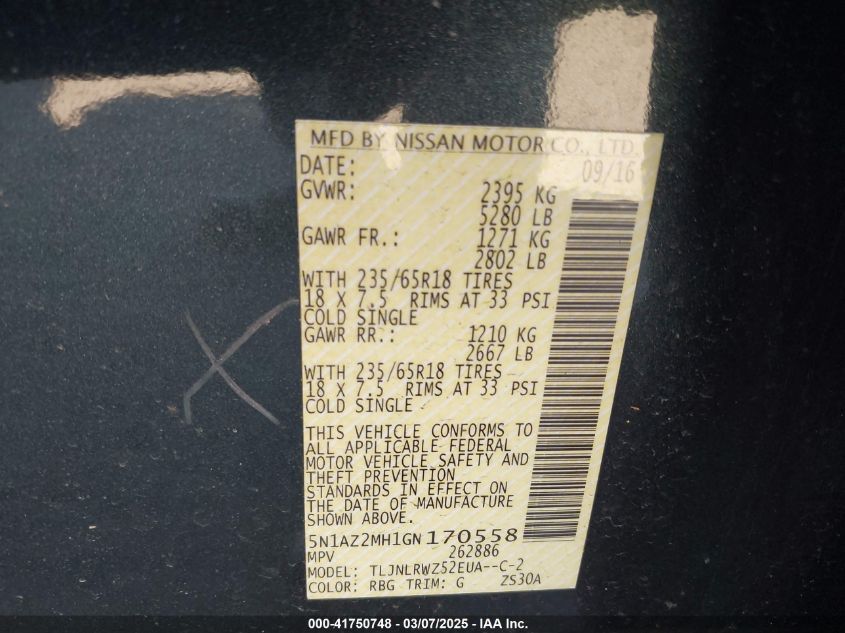 MFD BY NISSAN MOTOR CO., LTD.
DATE: 09/16
GVWR: 2395 KG
5280 LB
GAWR FR.: 1271 KG
2802 LB
WITH 235/65R18 TIRES
18 X 7.5 RIMS AT 33 PSI
COLD SINGLE
GAWR RR.: 1210 KG
2667 LB
WITH 235/65R18 TIRES
18 X 7.5 RIMS AT 33 PSI
COLD SINGLE
THIS VEHICLE CONFORMS TO
ALL APPLICABLE FEDERAL
MOTOR VEHICLE SAFETY AND
THEFT PREVENTION
STANDARDS IN EFFECT ON
THE DATE OF MANUFACTURE
SHOWN ABOVE.
5N1AZ2MH1GN170558
MPV 262886
MODEL: TLJNLRWZ52EUA--C-2
COLOR: RBG TRIM: G ZS30A
000-41750748 - 03/07/2025 - IAA Inc.